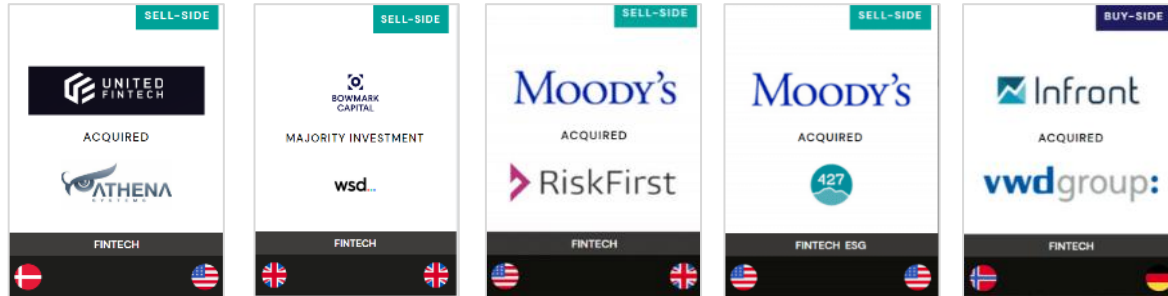 SELL-SIDE
UNITED
FINTECH
ACQUIRED
ATHENA
SYSTEMS
FINTECH
SELL-SIDE
BOWMARK
CAPITAL
MAJORITY INVESTMENT
wsd...
FINTECH
SELL-SIDE
MOODY'S
ACQUIRED
RiskFirst
FINTECH
SELL-SIDE
MOODY'S
ACQUIRED
427
FINTECH ESG
BUY-SIDE
Infront
ACQUIRED
vwdgroup:
FINTECH